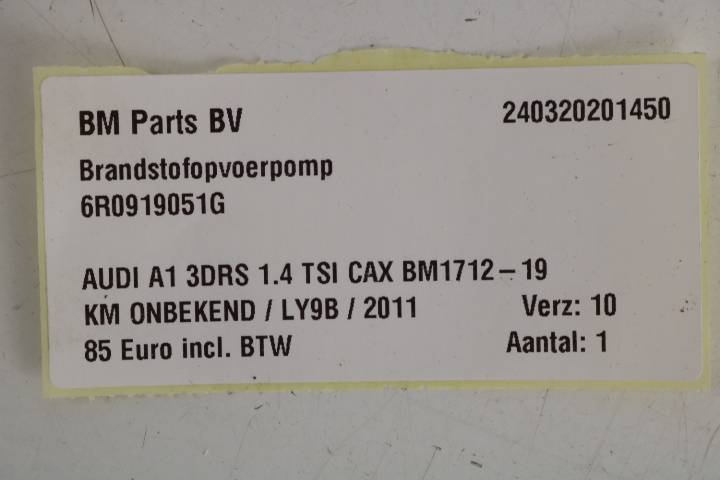 BM Parts BV 240320201450
Brandstofopvoerpomp
6R0919051G
AUDI A1 3DRS 1.4 TSI CAX BM1712-19
KM ONBEKEND / LY9B / 2011 Verz: 10
85 Euro incl. BTW Aantal: 1